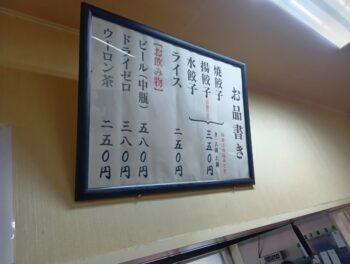 お品書き
焼餃子
揚餃子
水餃子
三五〇円
ライス 二五〇円
【お飲み物】
ビール(中瓶) 五八〇円
ドライゼロ 三八〇円
ウーロン茶 二五〇円